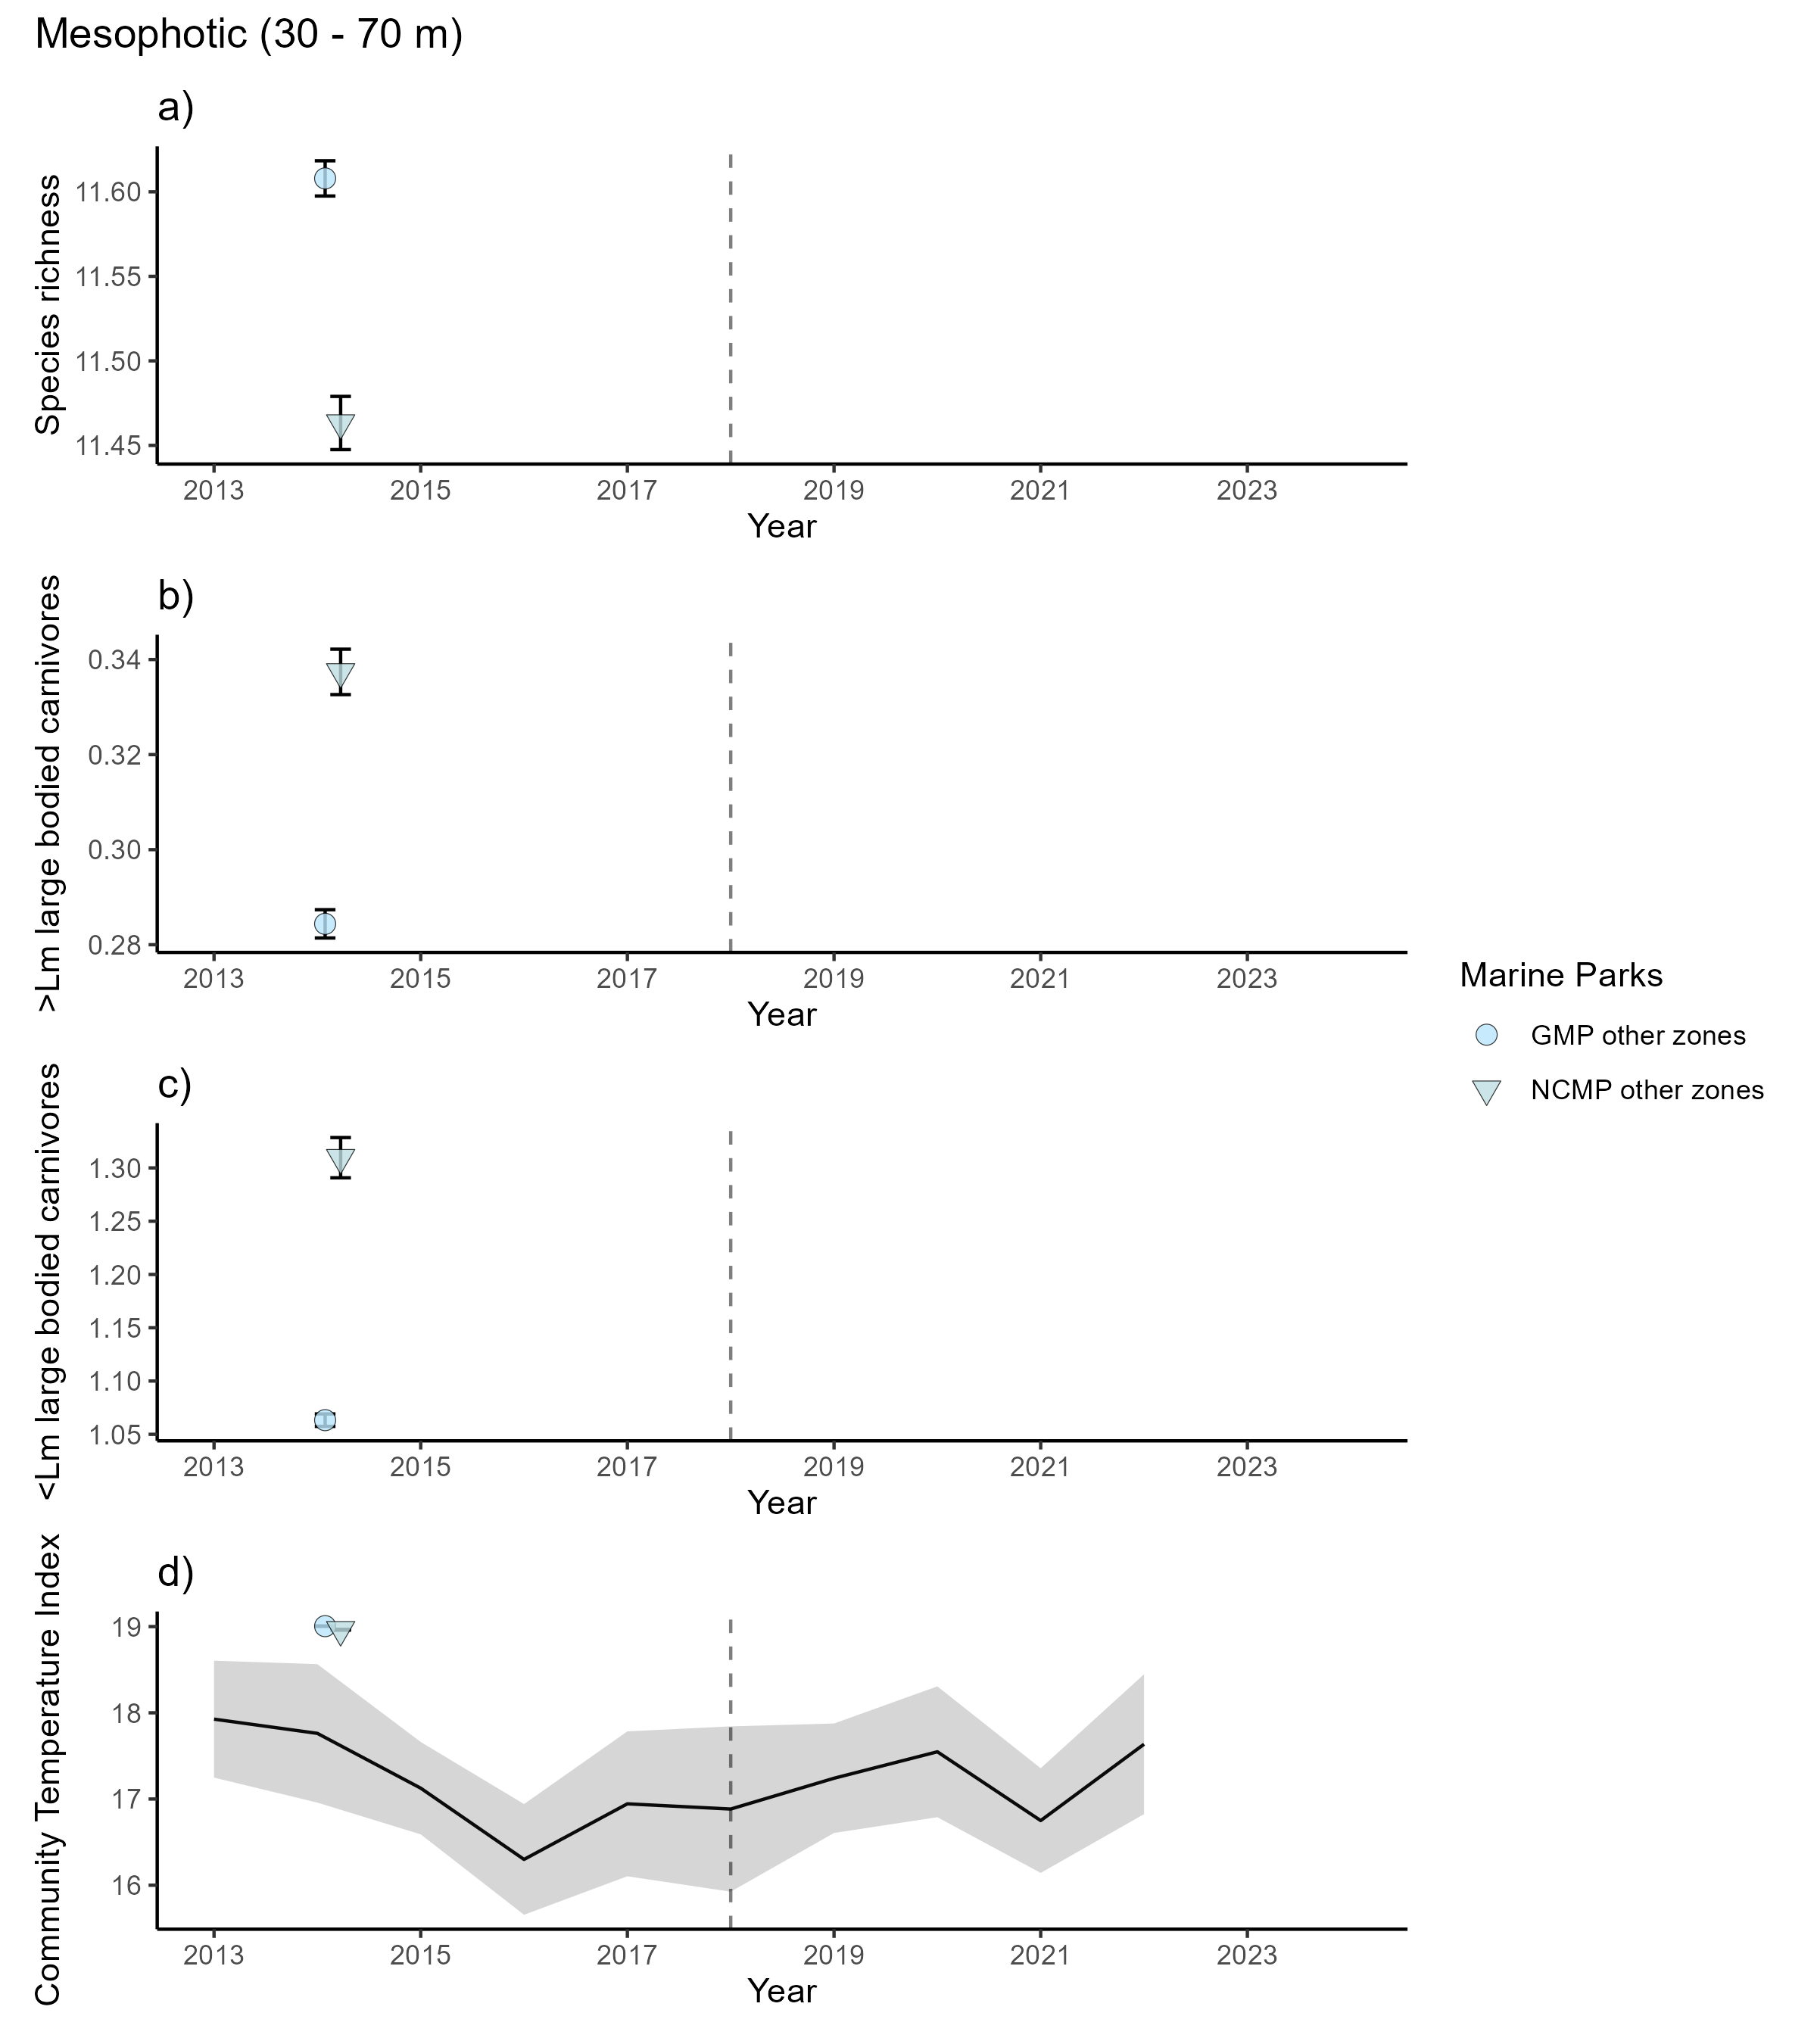 Mesophotic (30 - 70 m)
a)
Species richness
11.60
11.55
11.50
11.45
2013 2015 2017 2019 2021 2023
Year
b)
>Lm large bodied carnivores
0.34
0.32
0.30
0.28
2013 2015 2017 2019 2021 2023
Year
c)
<Lm large bodied carnivores
1.30
1.25
1.20
1.15
1.10
1.05
2013 2015 2017 2019 2021 2023
Year
d)
Community Temperature Index
19
18
17
16
2013 2015 2017 2019 2021 2023
Year
Marine Parks
GMP other zones
NCMP other zones